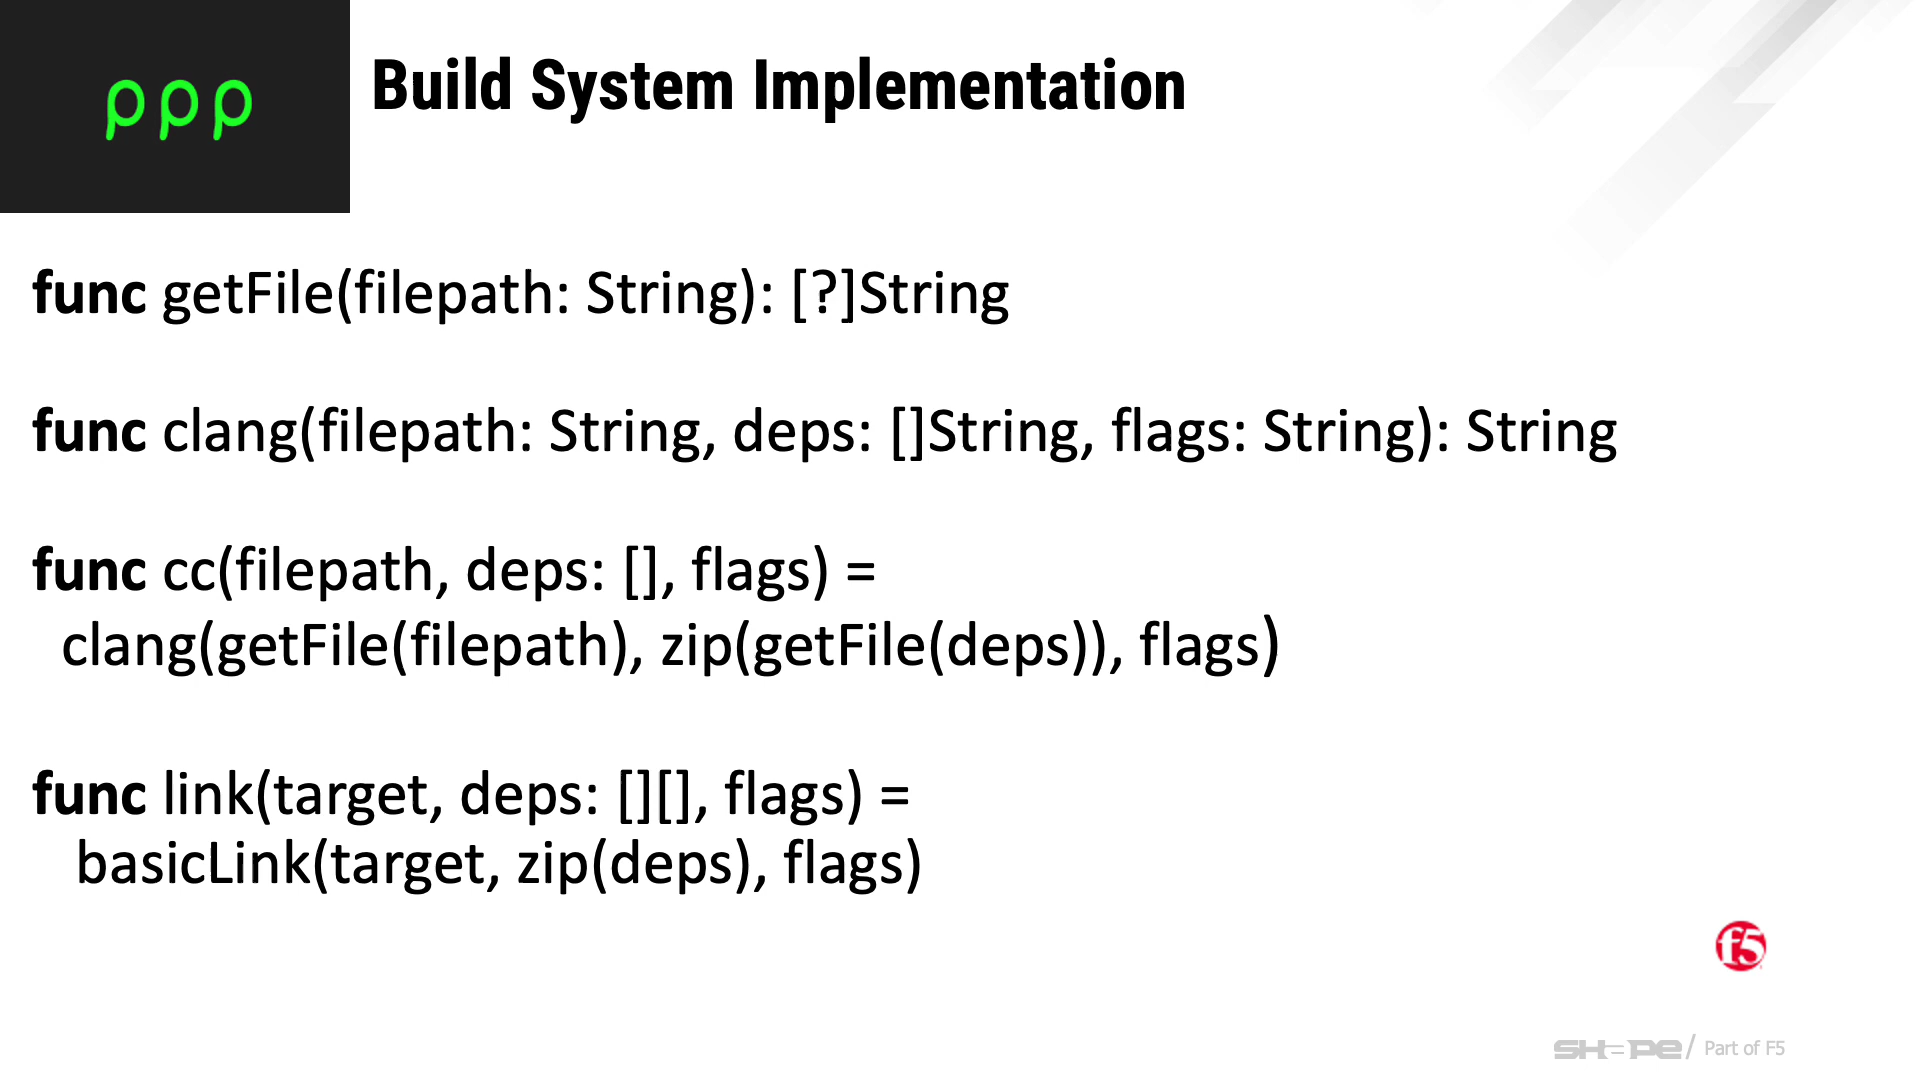 ρρρ
Build System Implementation
func getFile(filepath: String): [?]String
func clang(filepath: String, deps: []String, flags: String): String
func cc(filepath, deps: [], flags) =
clang(getFile(filepath), zip(getFile(deps)), flags)
func link(target, deps: [][], flags) =
basicLink(target, zip(deps), flags)
f5
SHAPE / Part of F5